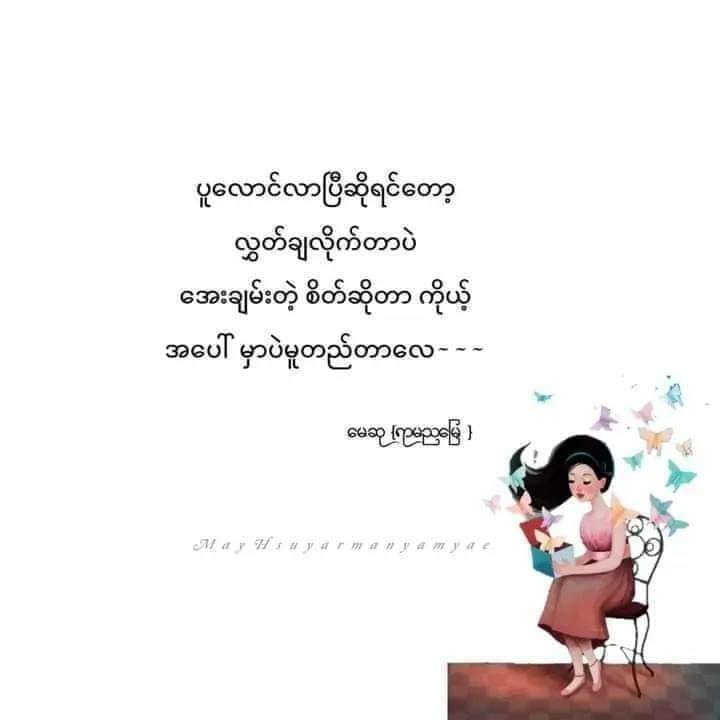 ပူလောင်လာပြီဆိုရင်တော့
လွှတ်ချလိုက်တာပဲ
အေးချမ်းတဲ့ စိတ်ဆိုတာ ကိုယ့်
အပေါ် မှာပဲမူတည်တာလေ~~~
မေဆု {ရာမညမြေ }
MayHsuyarmanyamyae